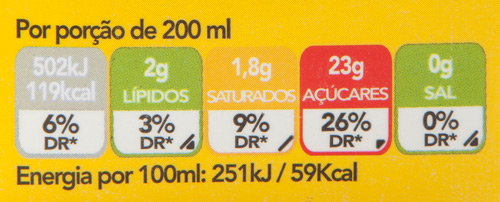 Por porção de 200 ml
502kJ 2g 1,8g 23g 0g
119kcal LÍPIDOS SATURADOS AÇÚCARES SAL
6% 3% 9% 26% 0%
DR* DR* DR* DR* DR*
Energia por 100ml: 251kJ / 59Kcal